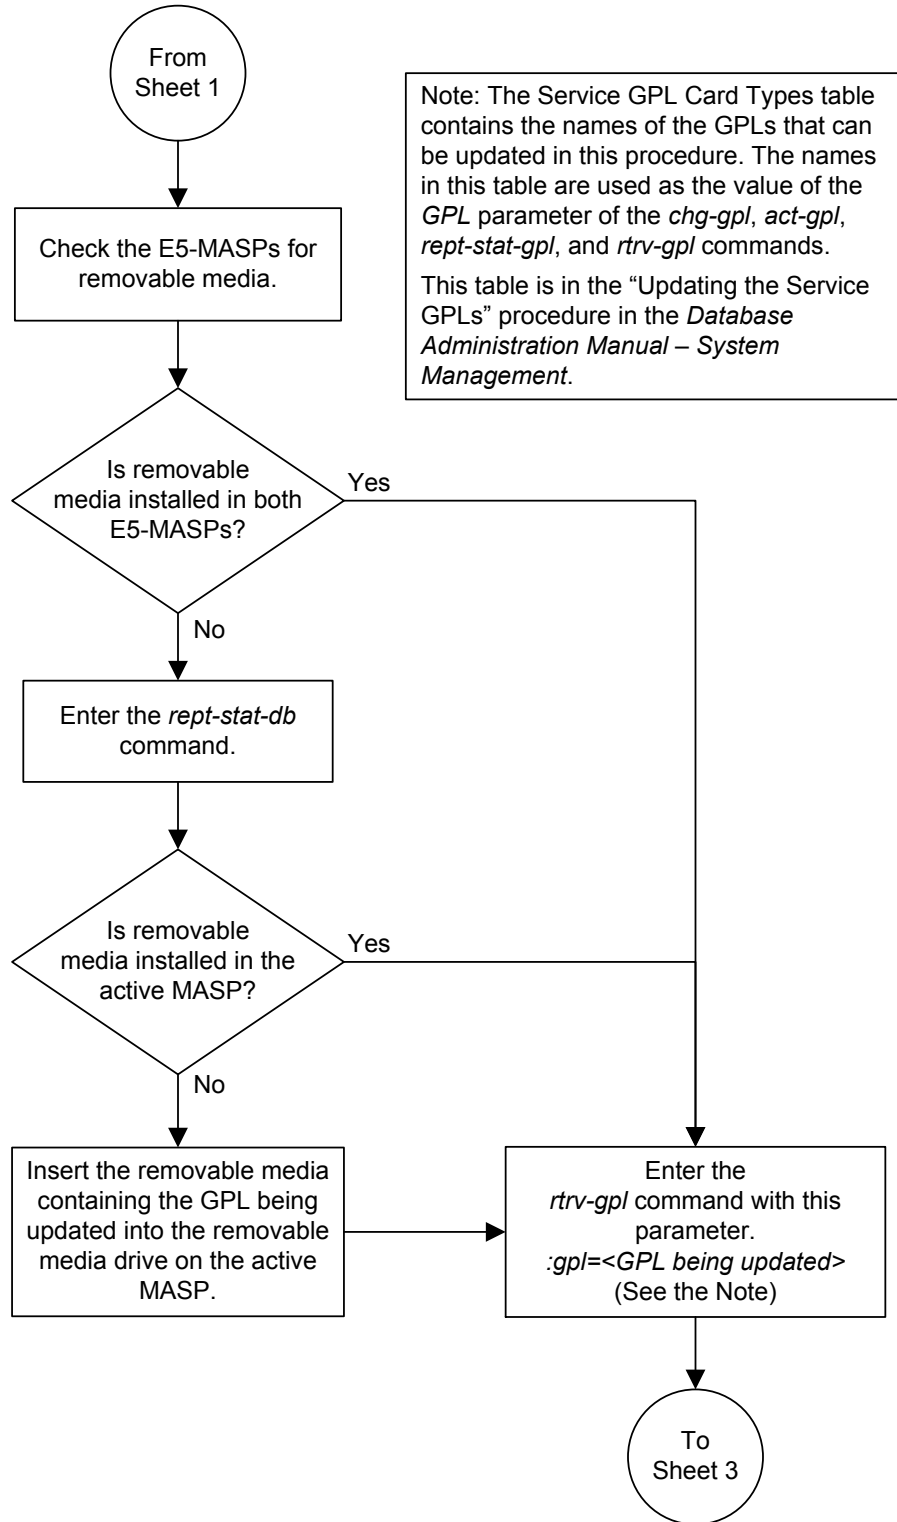 From
Sheet 1
Note: The Service GPL Card Types table
contains the names of the GPLs that can
be updated in this procedure. The names
in this table are used as the value of the
GPL parameter of the chg-gpl, act-gpl,
rept-stat-gpl, and rtrv-gpl commands.
This table is in the “Updating the Service
GPLs” procedure in the Database
Administration Manual – System
Management.
Check the E5-MASPs for
removable media.
Is removable
media installed in both
E5-MASPs?
Yes
No
Enter the rept-stat-db
command.
Is removable
media installed in the
active MASP?
Yes
No
Insert the removable media
containing the GPL being
updated into the removable
media drive on the active
MASP.
Enter the
rtrv-gpl command with this
parameter.
:gpl=<GPL being updated>
(See the Note)
To
Sheet 3